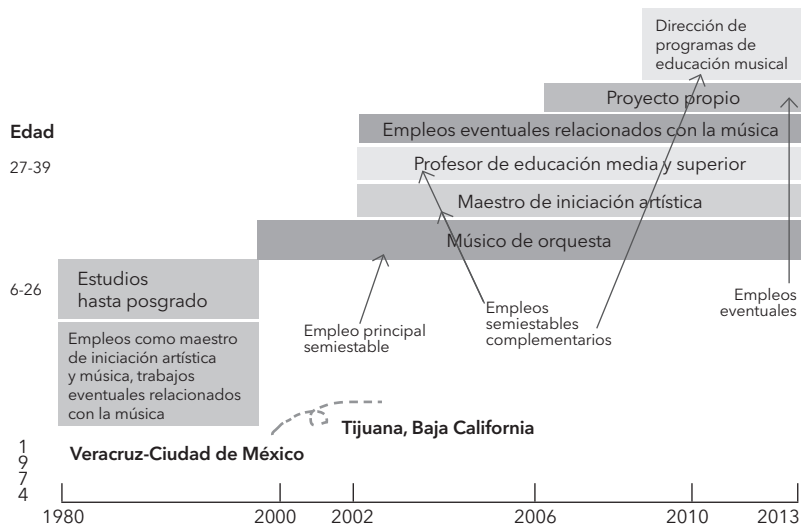 Dirección de
programas de
educación musical
Proyecto propio
Edad
Empleos eventuales relacionados con la música
27-39
Profesor de educación media y superior
Maestro de iniciación artística
Músico de orquesta
6-26
Estudios
hasta posgrado
Empleos
eventuales
Empleos
semiestables
complementarios
Empleo principal
semiestable
Empleos como maestro
de iniciación artística
y música, trabajos
eventuales relacionados
con la música
Tijuana, Baja California
Veracruz-Ciudad de México
1
9
7
4
1980 2000 2002 2006 2010 2013